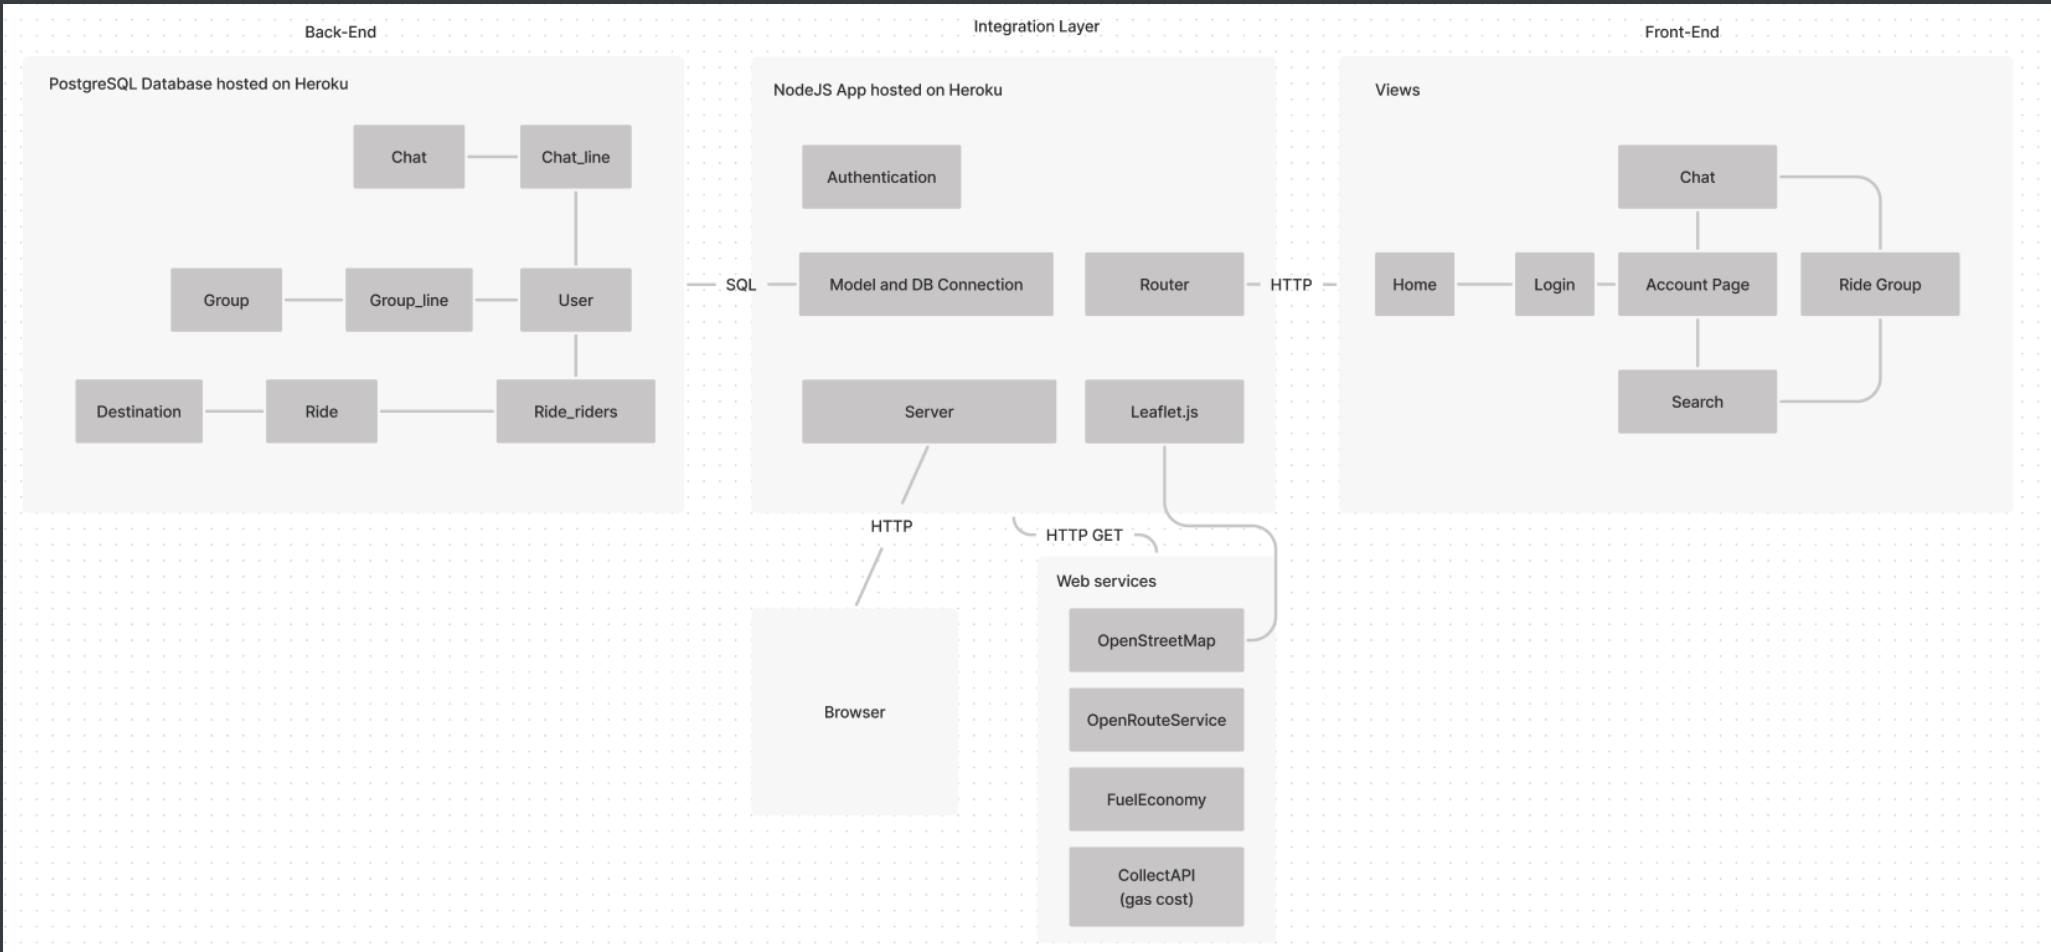 Back-End
Integration Layer
Front-End
PostgreSQL Database hosted on Heroku
Chat
Chat_line
Group
Group_line
User
Destination
Ride
Ride_riders
SQL
NodeJS App hosted on Heroku
Authentication
Model and DB Connection
Router
Server
Leaflet.js
HTTP
Views
Chat
Home
Login
Account Page
Ride Group
Search
HTTP
HTTP GET
Browser
Web services
OpenStreetMap
OpenRouteService
FuelEconomy
CollectAPI
(gas cost)